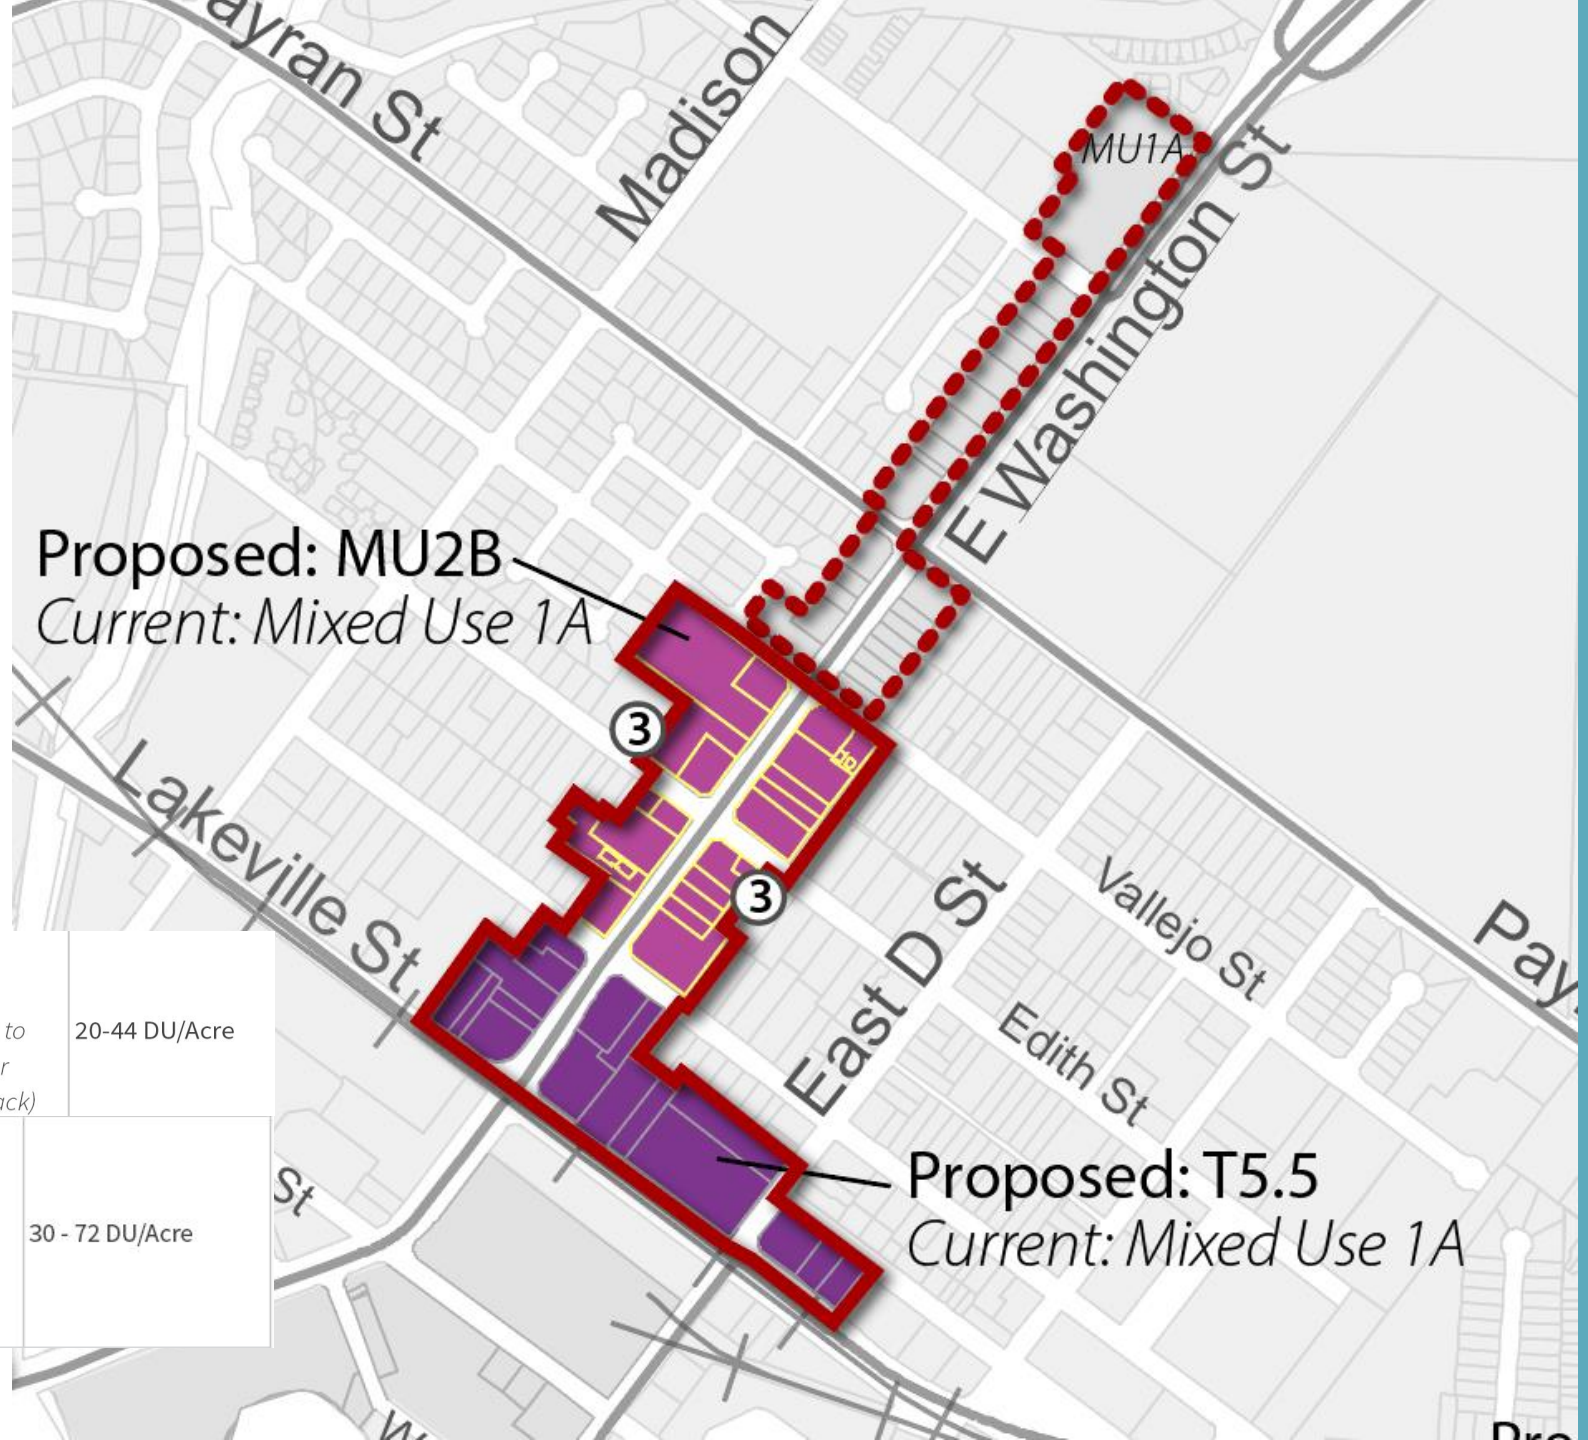 Payran St
Madison
MU1A
E Washington St
Proposed: MU2B
Current: Mixed Use 1A
3
Lakeville St
3
Vallejo St
East D St
Edith St
to
20-44 DU/Acre
30 - 72 DU/Acre
St
Proposed: T5.5
Current: Mixed Use 1A